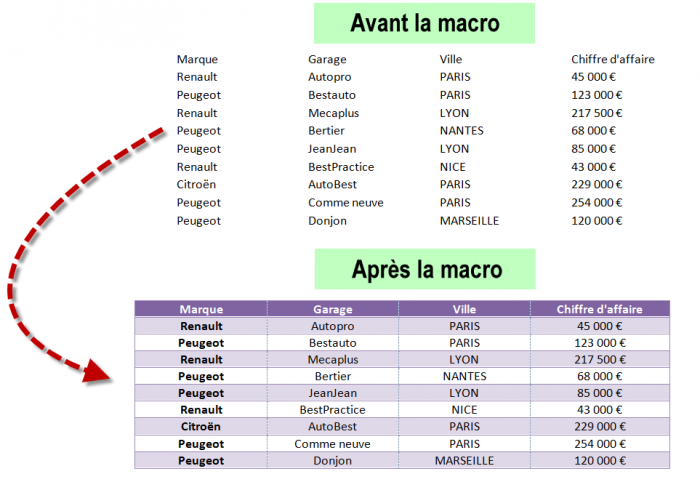 Avant la macro
Marque Garage Ville Chiffre d'affaire
Renault Autopro PARIS 45 000 €
Peugeot Bestauto PARIS 123 000 €
Renault Mecaplus LYON 217 500 €
Peugeot Bertier NANTES 68 000 €
Peugeot JeanJean LYON 85 000 €
Renault BestPractice NICE 43 000 €
Citroën AutoBest PARIS 229 000 €
Peugeot Comme neuve PARIS 254 000 €
Peugeot Donjon MARSEILLE 120 000 €
Après la macro
Marque Garage Ville Chiffre d'affaire
Renault Autopro PARIS 45 000 €
Peugeot Bestauto PARIS 123 000 €
Renault Mecaplus LYON 217 500 €
Peugeot Bertier NANTES 68 000 €
Peugeot JeanJean LYON 85 000 €
Renault BestPractice NICE 43 000 €
Citroën AutoBest PARIS 229 000 €
Peugeot Comme neuve PARIS 254 000 €
Peugeot Donjon MARSEILLE 120 000 €